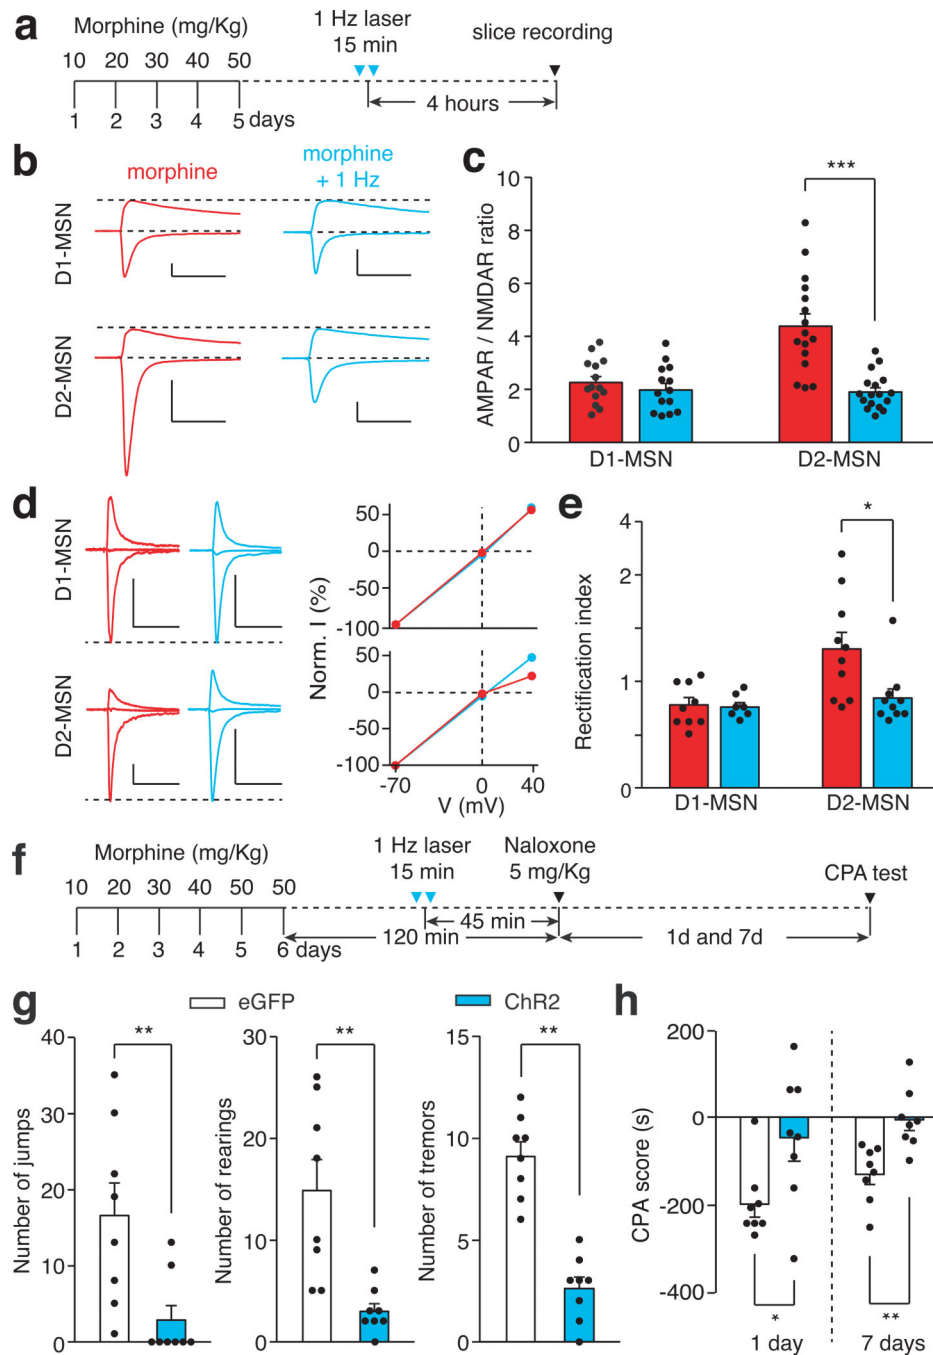 a
Morphine (mg/Kg)
1 Hz laser
15 min
slice recording
10 20 30 40 50
4 hours
1 2 3 4 5 days
b
morphine
morphine
+ 1 Hz
D1-MSN
D2-MSN
c
***
10
8
6
4
2
0
AMPAR / NMDAR ratio
D1-MSN D2-MSN
d
D1-MSN
D2-MSN
50
0
-50
-100
50
0
-50
-100
Norm. I (%)
-70 0 40
V (mV)
e
*
4
2
1
0
Rectification index
D1-MSN D2-MSN
f
Morphine (mg/Kg)
1 Hz laser
15 min
Naloxone
5 mg/Kg
CPA test
10 20 30 40 50 50
45 min
120 min
1d and 7d
1 2 3 4 5 6 days
g
eGFP
ChR2
**
40
30
20
10
0
Number of jumps
**
30
20
10
0
Number of rearings
**
15
10
5
0
Number of tremors
h
200
0
-200
-400
CPA score (s)
* **
1 day 7 days